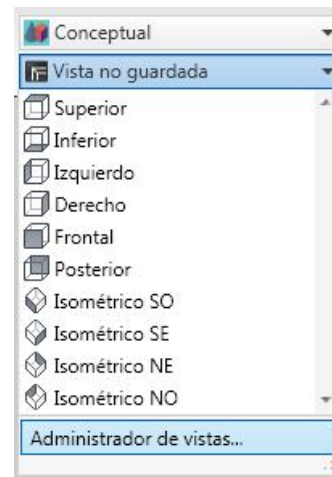 Conceptual
Vista no guardada
Superior
Inferior
Izquierdo
Derecho
Frontal
Posterior
Isométrico SO
Isométrico SE
Isométrico NE
Isométrico NO
Administrador de vistas...